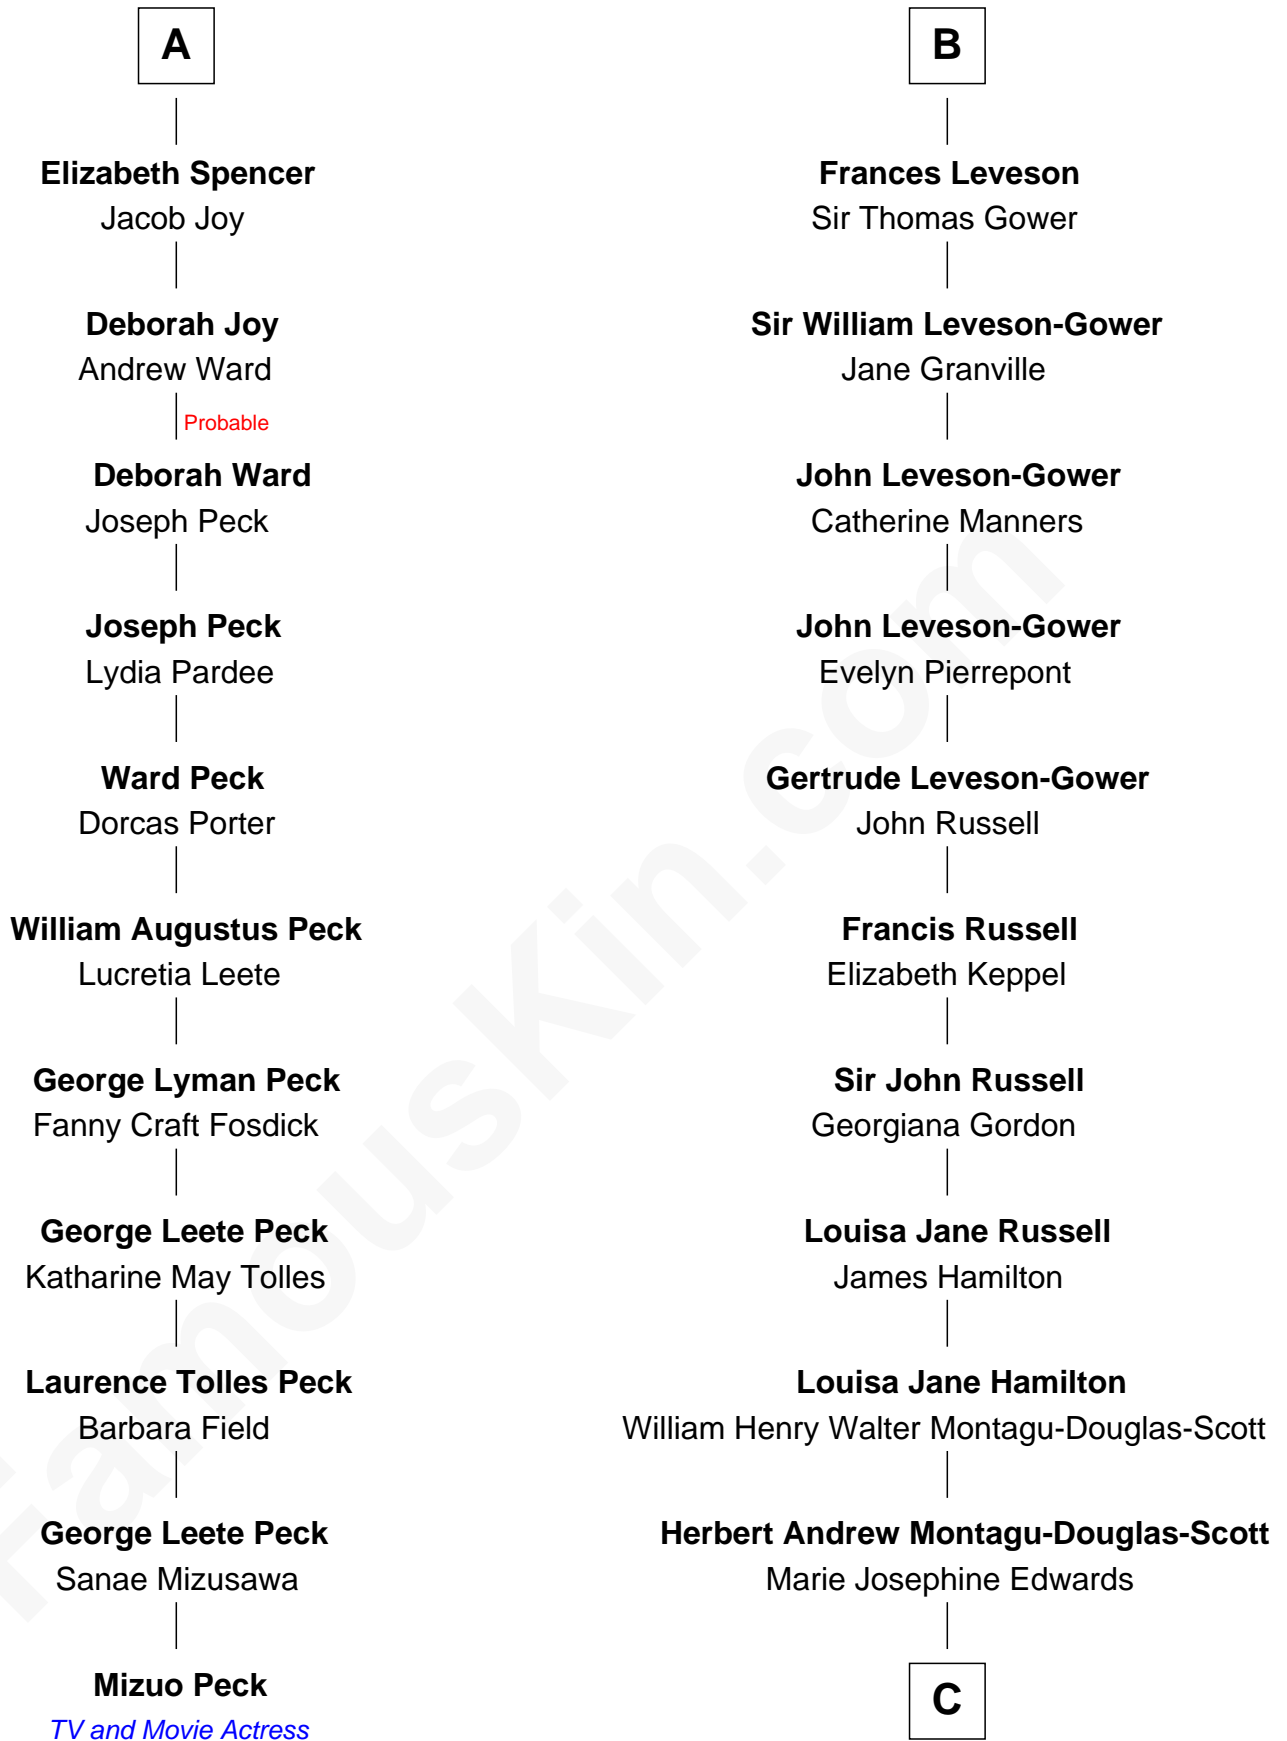 A
Elizabeth Spencer
Jacob Joy
Deborah Joy
Andrew Ward
Probable
Deborah Ward
Joseph Peck
Joseph Peck
Lydia Pardee
Ward Peck
Dorcas Porter
William Augustus Peck
Lucretia Leete
George Lyman Peck
Fanny Craft Fosdick
George Leete Peck
Katharine May Tolles
Laurence Tolles Peck
Barbara Field
George Leete Peck
Sanae Mizusawa
Mizuo Peck
TV and Movie Actress
B
Frances Leveson
Sir Thomas Gower
Sir William Leveson-Gower
Jane Granville
John Leveson-Gower
Catherine Manners
John Leveson-Gower
Evelyn Pierrepont
Gertrude Leveson-Gower
John Russell
Francis Russell
Elizabeth Keppel
Sir John Russell
Georgiana Gordon
Louisa Jane Russell
James Hamilton
Louisa Jane Hamilton
William Henry Walter Montagu-Douglas-Scott
Herbert Andrew Montagu-Douglas-Scott
Marie Josephine Edwards
C
FamousKin.com